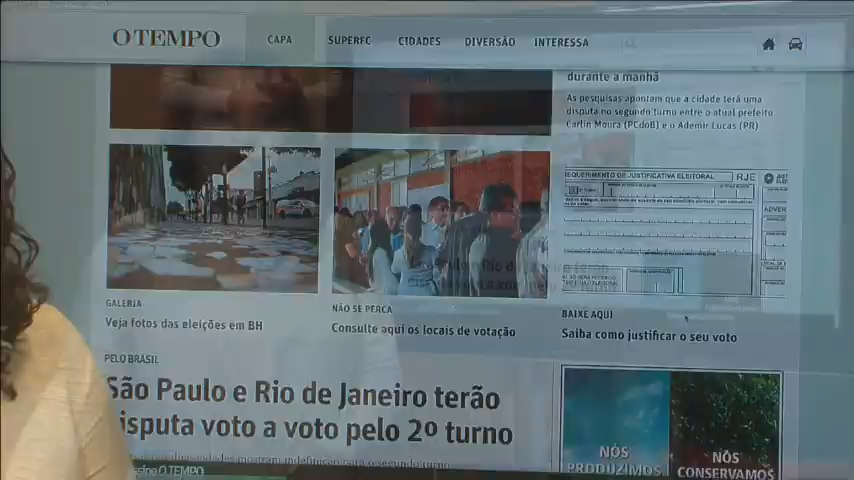 O TEMPO
CAPA
SUPERFC
CIDADES
DIVERSÃO
INTERESSA
durante a manhã
As pesquisas apontam que a cidade terá uma
disputa no segundo turno entre o atual prefeito
Carlin Moura (PCdoB) e o Ademir Lucas (PR)
REQUERIMENTO DE JUSTIFICATIVA ELEITORAL
RJE
GALERIA
Veja fotos das eleições em BH
NÃO SE PERCA
Consulte aqui os locais de votação
BAIXE AQUI
Saiba como justificar o seu voto
PELO BRASIL
São Paulo e Rio de Janeiro terão
disputa voto a voto pelo 2º turno
ssine O TEMPO
NÓS
PRODUZIMOS
NÓS
CONSERVAMOS